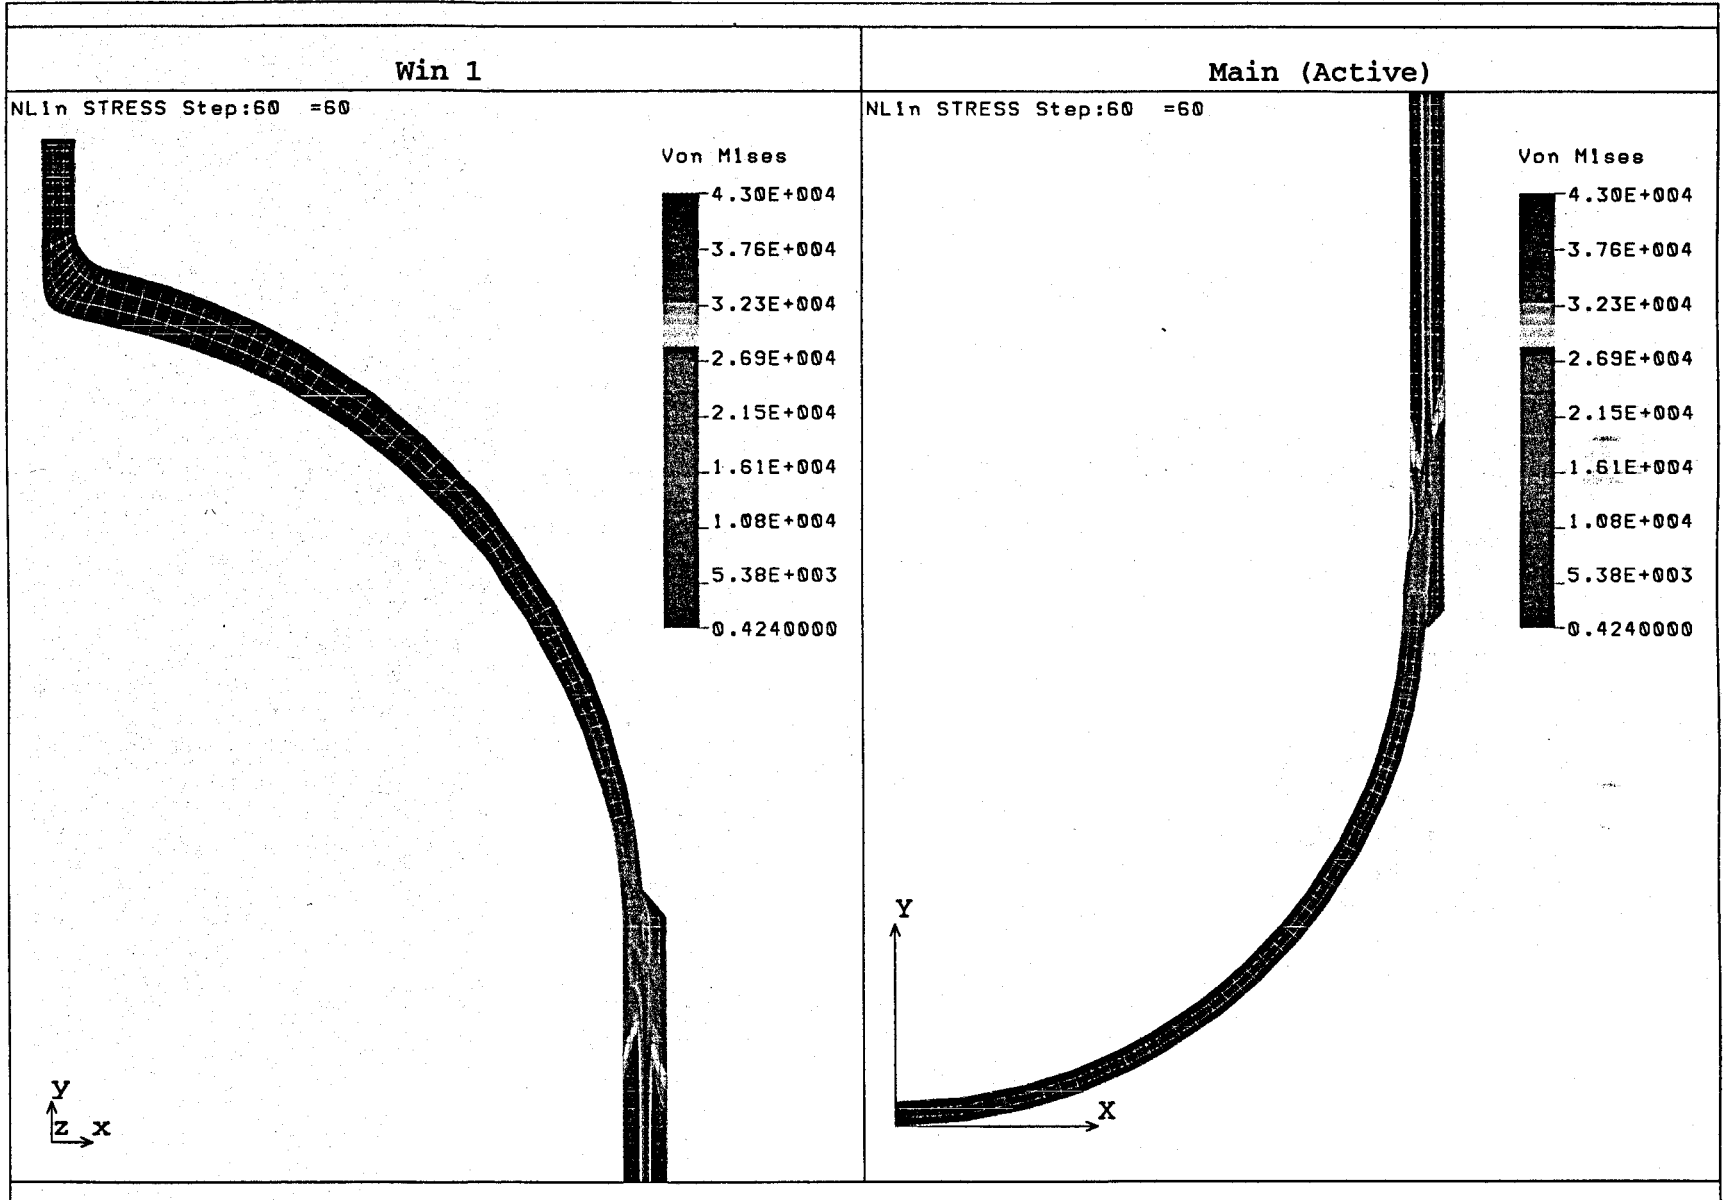 Win 1
NLin STRESS Step:60 =60
Von Mises
4.30E+004
3.76E+004
3.23E+004
2.69E+004
2.15E+004
1.61E+004
1.08E+004
5.38E+003
0.4240000
y
z x
Main (Active)
NLin STRESS Step:60 =60
Von Mises
4.30E+004
3.76E+004
3.23E+004
2.69E+004
2.15E+004
1.61E+004
1.08E+004
5.38E+003
0.4240000
Y
X